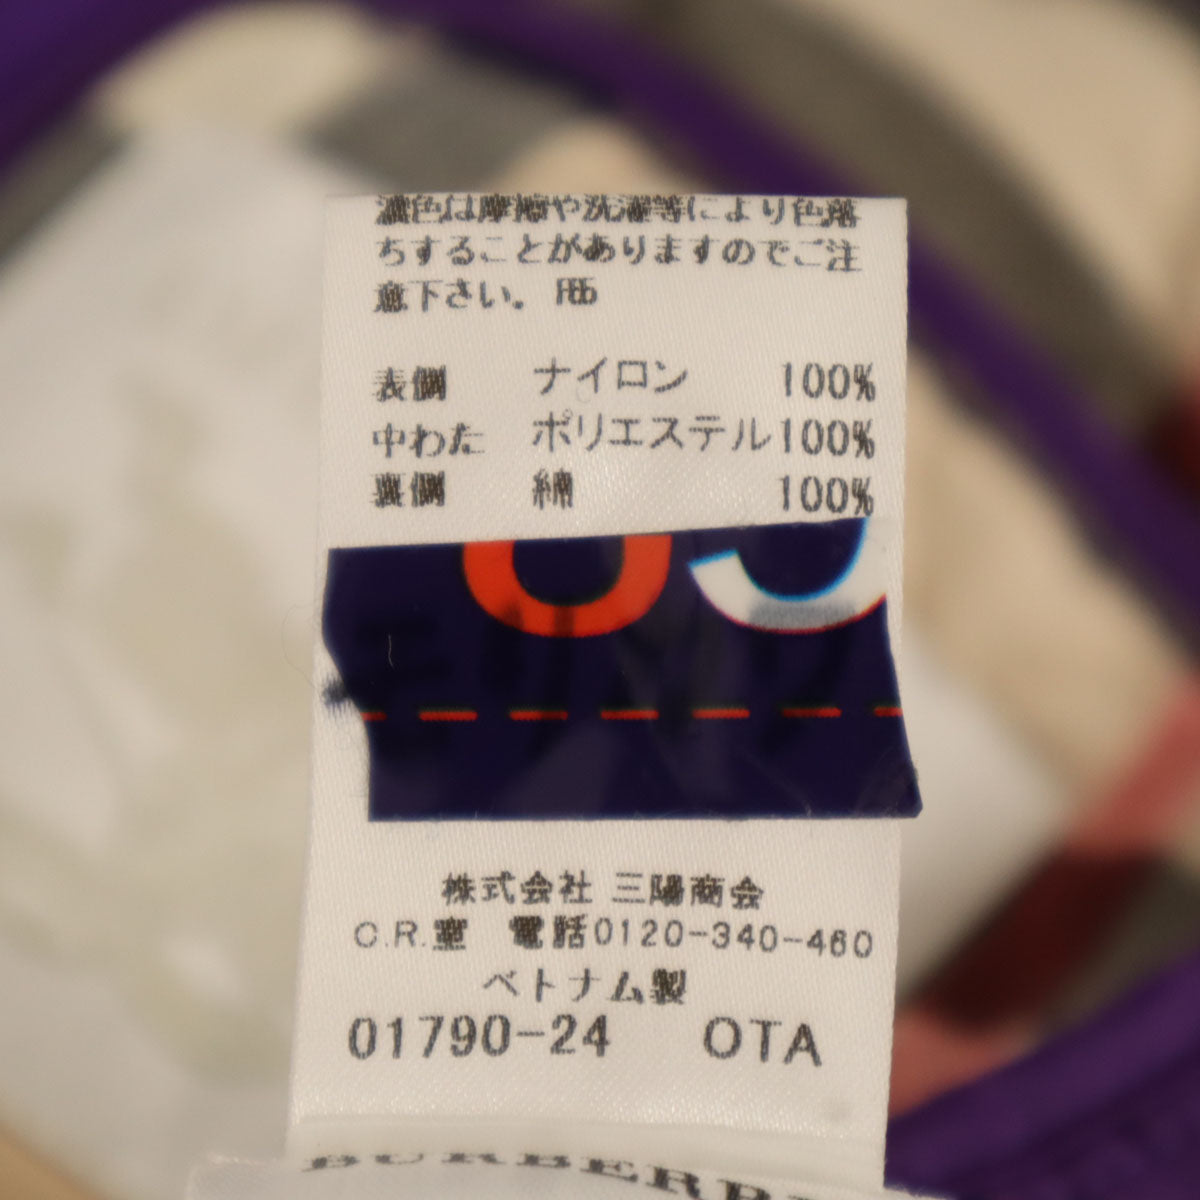 濃色は摩擦や洗濯等により色落
ちすることがありますのでご注
意下さい。
表側 ナイロン 100%
中わた ポリエステル 100%
裏側 綿 100%
株式会社 三陽商会
C.R.室 電話0120-340-460
ベトナム製
01790-24 OTA